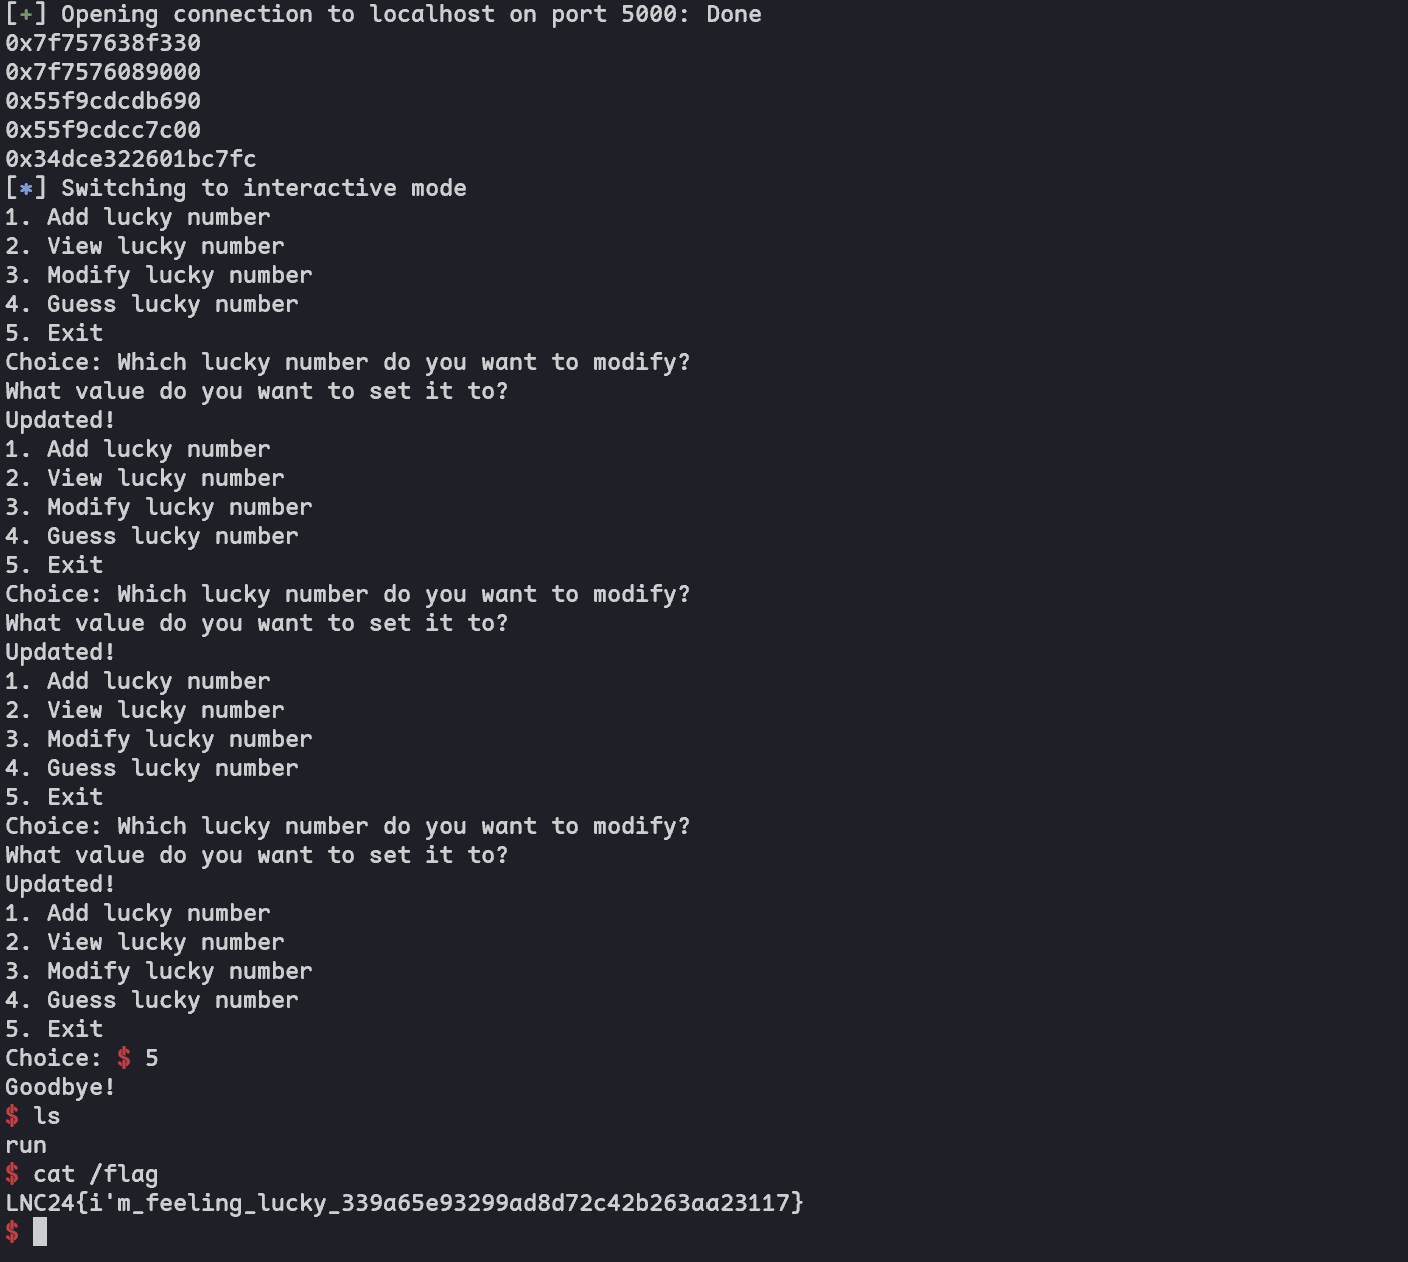 [+] Opening connection to localhost on port 5000: Done
0x7f757638f330
0x7f7576089000
0x55f9cdcdb690
0x55f9cdcc7c00
0x34dce322601bc7fc
[*] Switching to interactive mode
1. Add lucky number
2. View lucky number
3. Modify lucky number
4. Guess lucky number
5. Exit
Choice: Which lucky number do you want to modify?
What value do you want to set it to?
Updated!
1. Add lucky number
2. View lucky number
3. Modify lucky number
4. Guess lucky number
5. Exit
Choice: Which lucky number do you want to modify?
What value do you want to set it to?
Updated!
1. Add lucky number
2. View lucky number
3. Modify lucky number
4. Guess lucky number
5. Exit
Choice: Which lucky number do you want to modify?
What value do you want to set it to?
Updated!
1. Add lucky number
2. View lucky number
3. Modify lucky number
4. Guess lucky number
5. Exit
Choice: $ 5
Goodbye!
$ ls
run
$ cat /flag
LNC24{i'm_feeling_lucky_339a65e93299ad8d72c42b263aa23117}
$